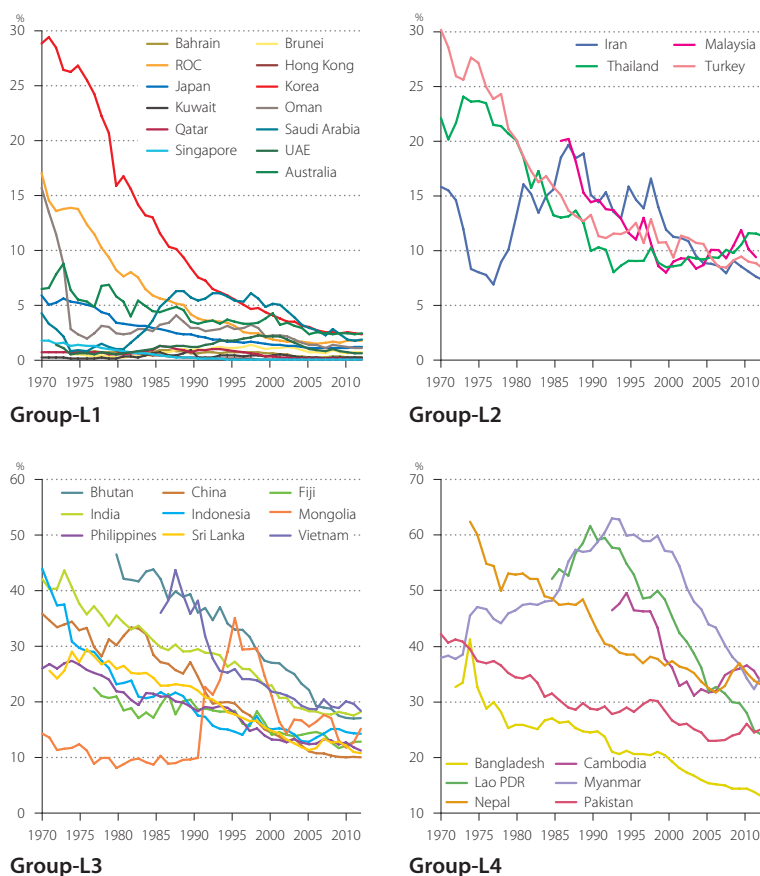 %
30
25
20
15
10
5
0
Bahrain Brunei
ROC Hong Kong
Japan Korea
Kuwait Oman
Qatar Saudi Arabia
Singapore UAE
Australia
1970 1975 1980 1985 1990 1995 2000 2005 2010
Group-L1
%
30
25
20
15
10
5
0
Iran Malaysia
Thailand Turkey
1970 1975 1980 1985 1990 1995 2000 2005 2010
Group-L2
%
60
50
40
30
20
10
0
Bhutan China Fiji
India Indonesia Mongolia
Philippines Sri Lanka Vietnam
1970 1975 1980 1985 1990 1995 2000 2005 2010
Group-L3
%
70
60
50
40
30
20
10
Bangladesh Cambodia
Lao PDR Myanmar
Nepal Pakistan
1970 1975 1980 1985 1990 1995 2000 2005 2010
Group-L4